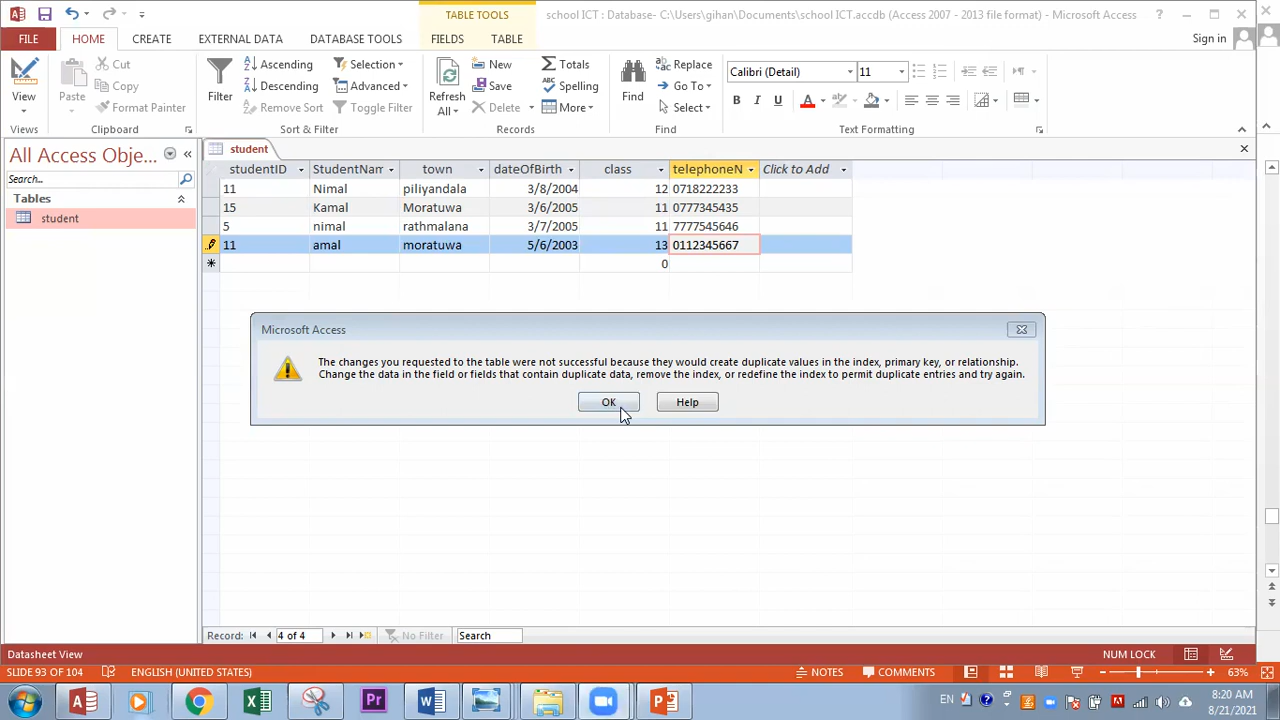 TABLE TOOLS
school ICT : Database- C:\Users\gihan\Documents\school ICT.accdb (Access 2007 - 2013 file format) - Microsoft Access
FILE HOME CREATE EXTERNAL DATA DATABASE TOOLS FIELDS TABLE Sign in
View Paste Cut Copy Format Painter
Filter Ascending Descending Remove Sort Selection Advanced Toggle Filter
Refresh All New Save Delete Totals Spelling More
Find Replace Go To Select
Calibri (Detail) 11
B I U A
Views Clipboard Sort & Filter Records Find Text Formatting
All Access Obje...
Search...
Tables
student
student
studentID StudentNam town dateOfBirth class telephoneN Click to Add
11 Nimal piliyandala 3/8/2004 12 0718222233
15 Kamal Moratuwa 3/6/2005 11 0777345435
5 nimal rathmalana 3/7/2005 11 7777545646
11 amal moratuwa 5/6/2003 13 0112345667
0
Microsoft Access
The changes you requested to the table were not successful because they would create duplicate values in the index, primary key, or relationship.
Change the data in the field or fields that contain duplicate data, remove the index, or redefine the index to permit duplicate entries and try again.
OK Help
Record: 4 of 4 No Filter Search
Datasheet View NUM LOCK
SLIDE 93 OF 104 ENGLISH (UNITED STATES) NOTES COMMENTS 63%
EN 8:20 AM
8/21/2021